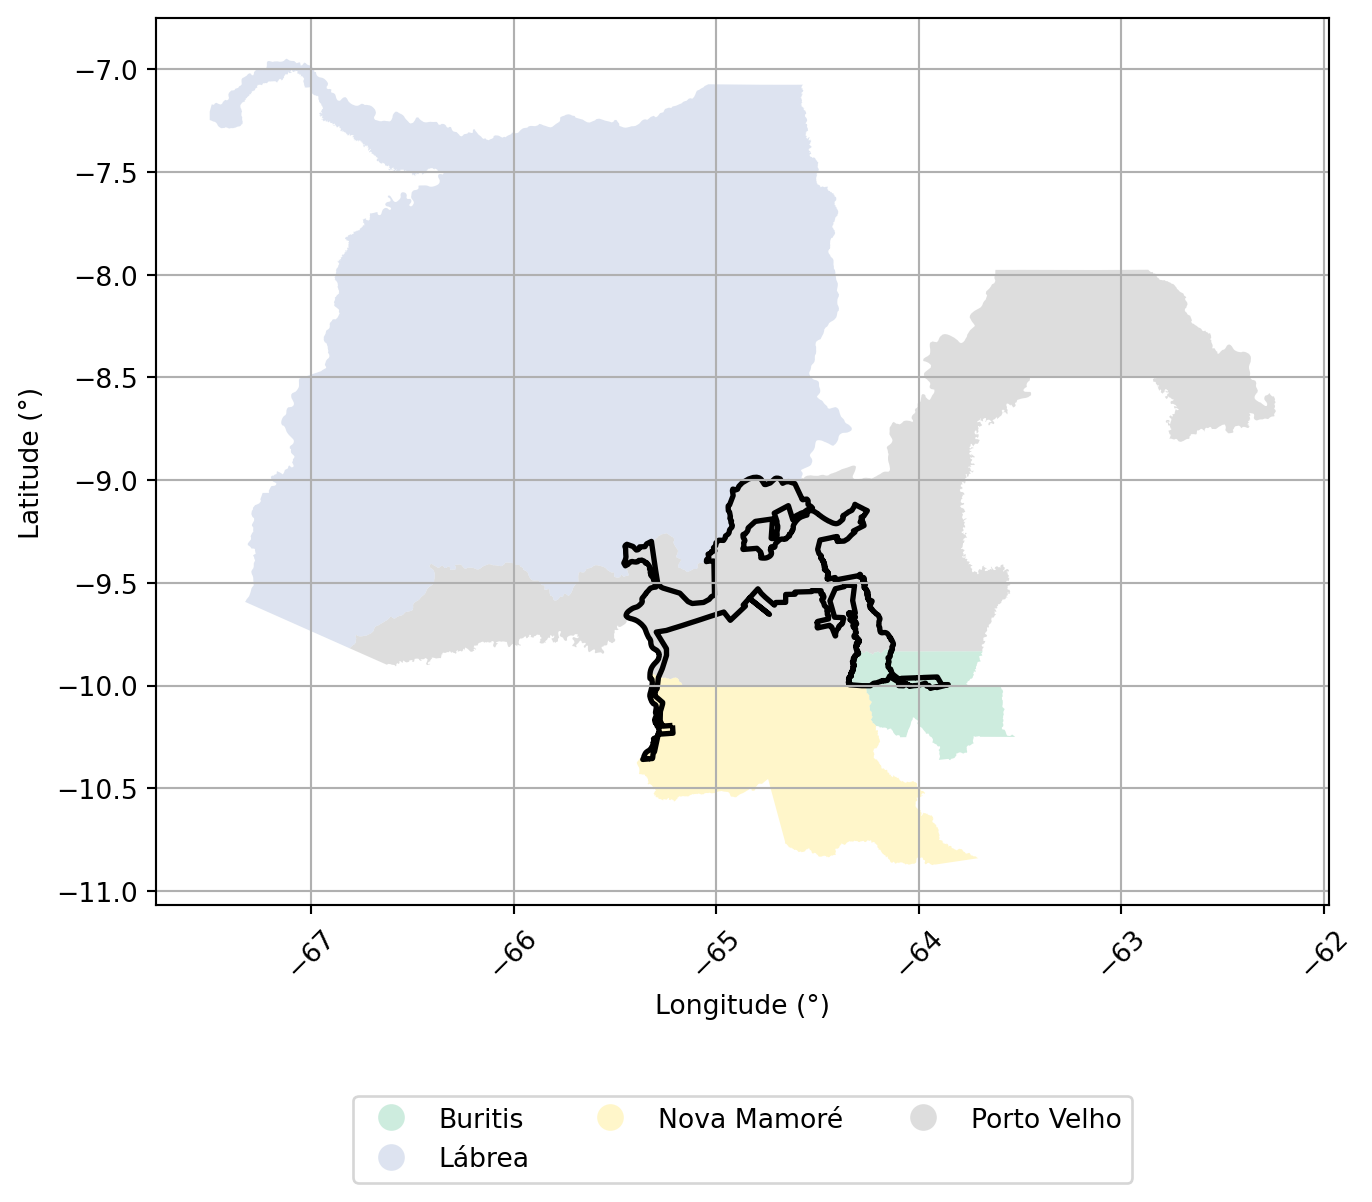 −7.0
−7.5
−8.0
−8.5
−9.0
−9.5
−10.0
−10.5
−11.0
Latitude (°)
−67
−66
−65
−64
−63
−62
Longitude (°)
Buritis
Nova Mamoré
Porto Velho
Lábrea